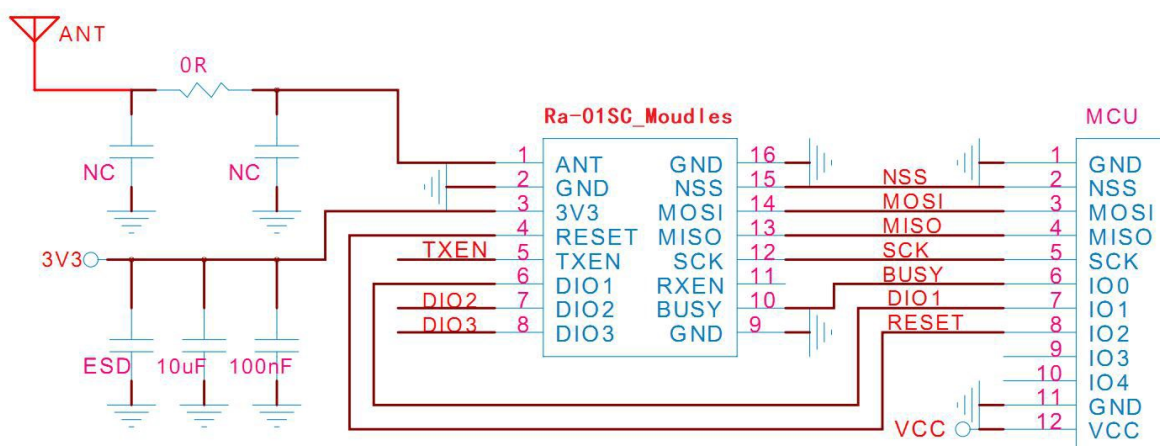 ANT
0R
NC
NC
3V3
ESD
10uF
100nF
Ra-01SC_Moudles
1 ANT GND 16
2 GND NSS 15
3 3V3 MOSI 14
4 RESET MISO 13
5 TXEN SCK 12
6 DIO1 RXEN 11
7 DIO2 BUSY 10
8 DIO3 GND 9
TXEN
DIO2
DIO3
NSS
MOSI
MISO
SCK
BUSY
DIO1
RESET
VCC
MCU
1 GND
2 NSS
3 MOSI
4 MISO
5 SCK
6 IO0
7 IO1
8 IO2
9 IO3
10 IO4
11 GND
12 VCC